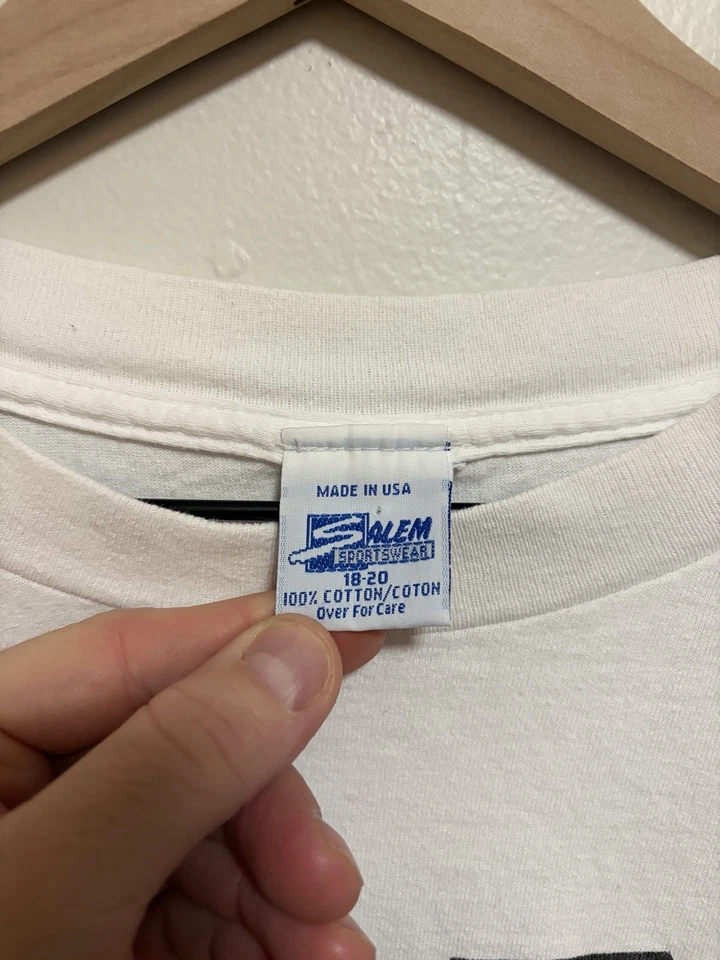 MADE IN USA
SALEM
SPORTSWEAR
18-20
100% COTTON/COTON
Over For Care